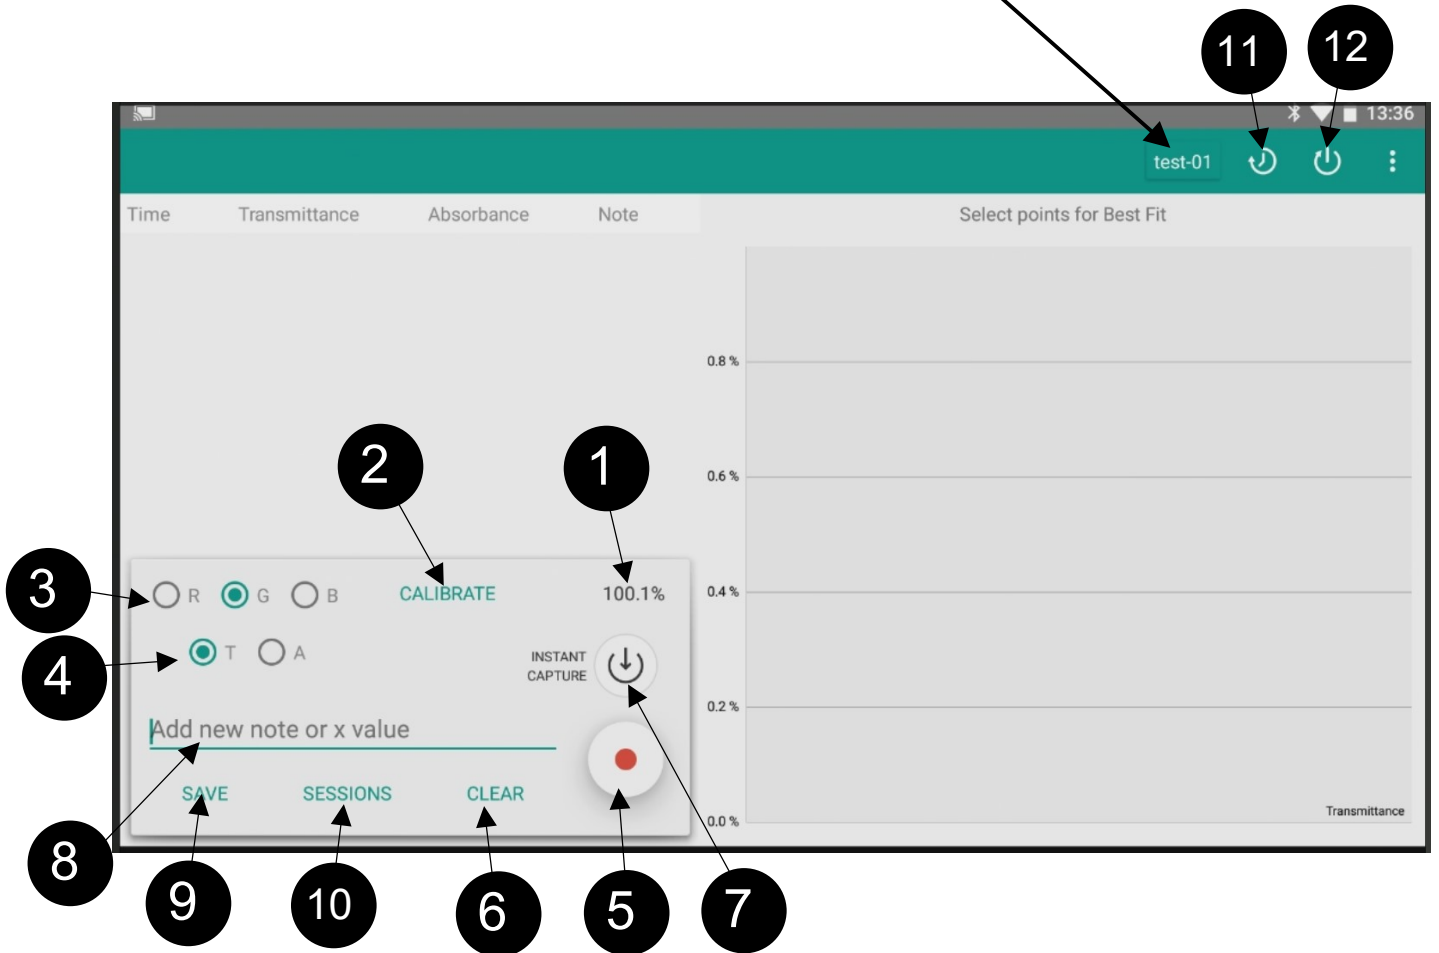 11 12
13:36
test-01
Time Transmittance Absorbance Note
Select points for Best Fit
0.8 %
0.6 %
0.4 %
0.2 %
0.0 %
Transmittance
2 1
3
R G B CALIBRATE 100.1%
4
T A
INSTANT
CAPTURE
Add new note or x value
SAVE SESSIONS CLEAR
8
9 10 6 5 7